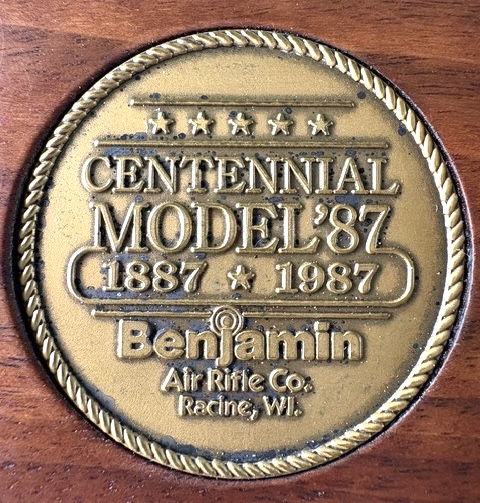 CENTENNIAL
MODEL '87
1887 ★ 1987
Benjamin
Air Rifle Co.
Racine, WI.